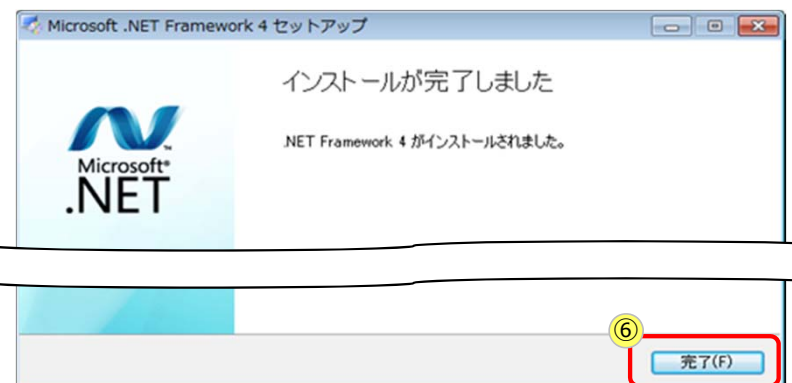 Microsoft .NET Framework 4 セットアップ
インストールが完了しました
.NET Framework 4 がインストールされました。
Microsoft®
.NET
⑥
完了(F)